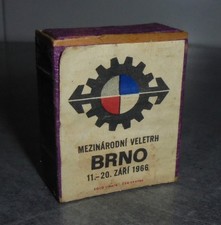 MEZINÁRODNÍ VELETRH
BRNO
11.-20. ZÁŘÍ 1966